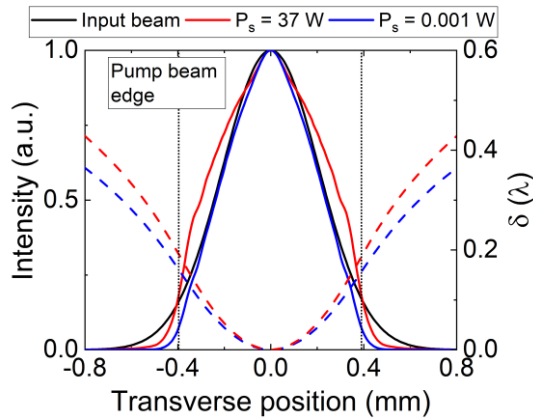 Input beam P_s = 37 W P_s = 0.001 W
Pump beam
edge
1.0
0.5
0.0
Intensity (a.u.)
0.6
0.4
0.2
0.0
δ (λ)
-0.8 -0.4 0.0 0.4 0.8
Transverse position (mm)